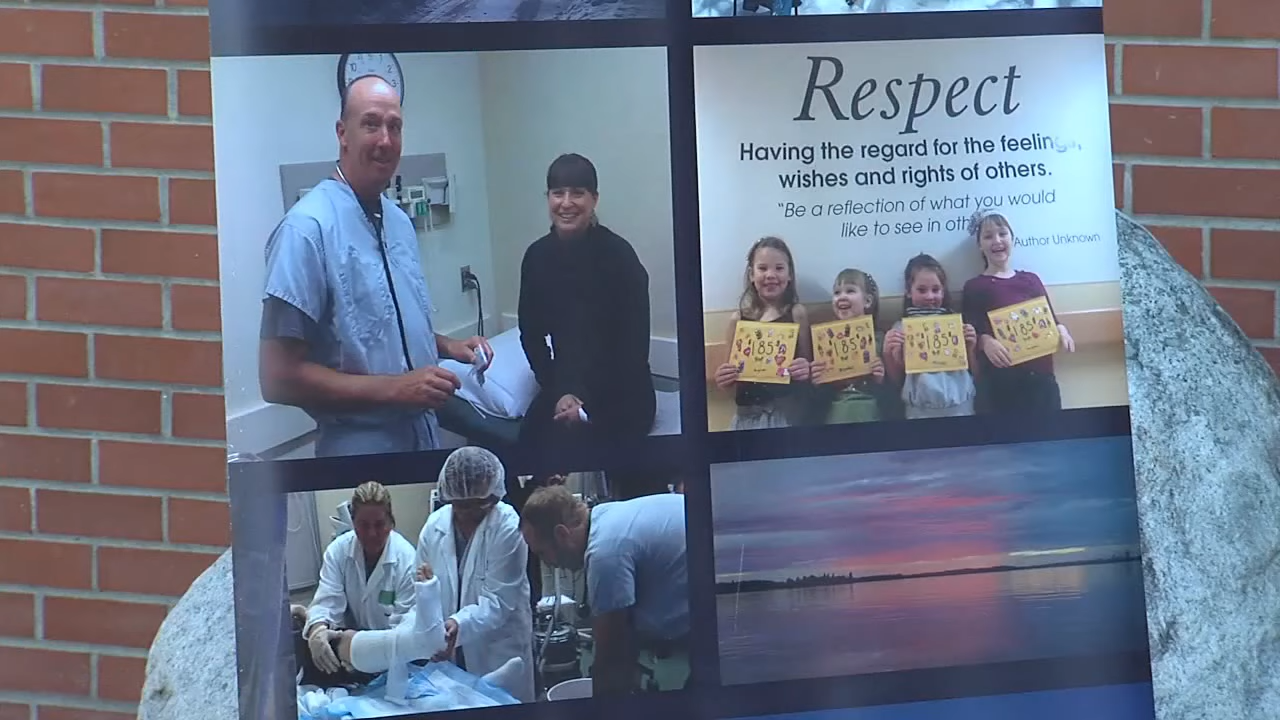 Respect
Having the regard for the feelings,
wishes and rights of others.
"Be a reflection of what you would
like to see in oth
Author Unknown
185 185 185 185